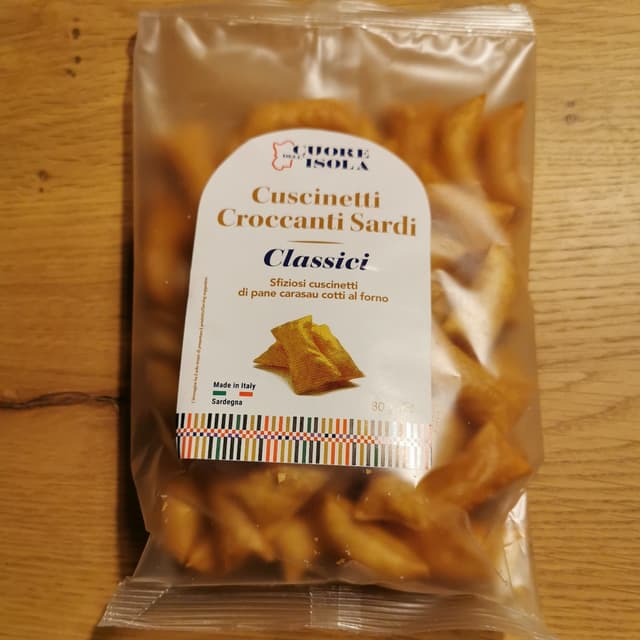 CUORE
DELL'
ISOLA
Cuscinetti
Croccanti Sardi
Classici
Sfiziosi cuscinetti
di pane carasau cotti al forno
Made in Italy
Sardegna